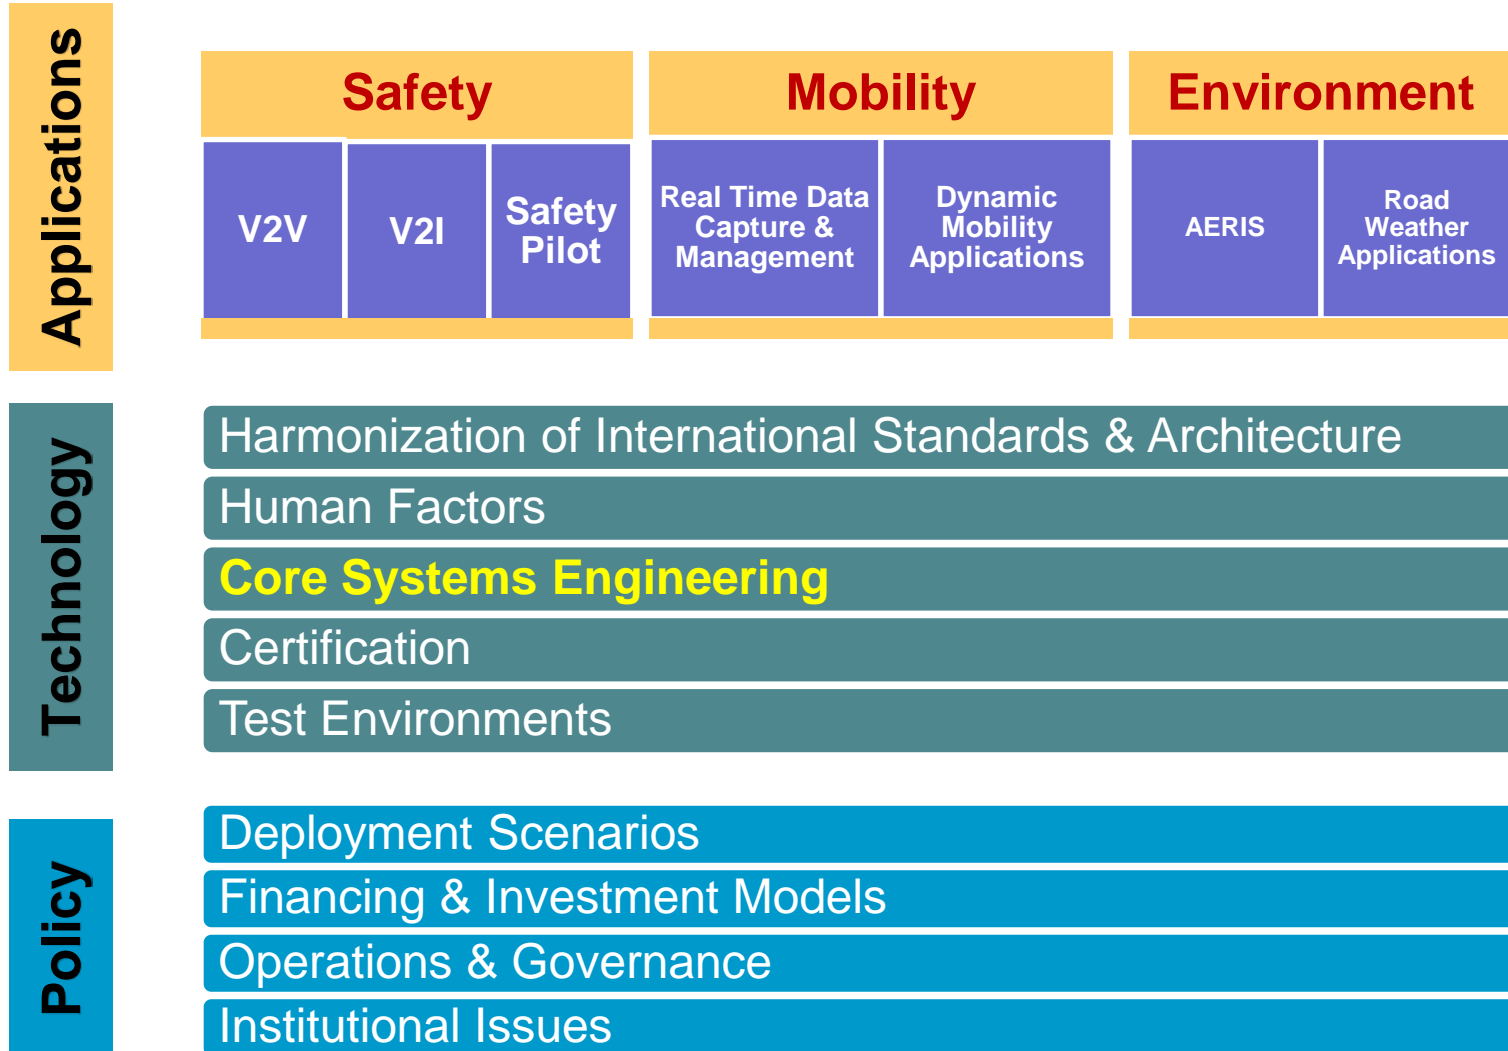 Applications
Safety
Mobility
Environment
V2V
V2I
Safety
Pilot
Real Time Data
Capture &
Management
Dynamic
Mobility
Applications
AERIS
Road
Weather
Applications
Technology
Harmonization of International Standards & Architecture
Human Factors
Core Systems Engineering
Certification
Test Environments
Policy
Deployment Scenarios
Financing & Investment Models
Operations & Governance
Institutional Issues